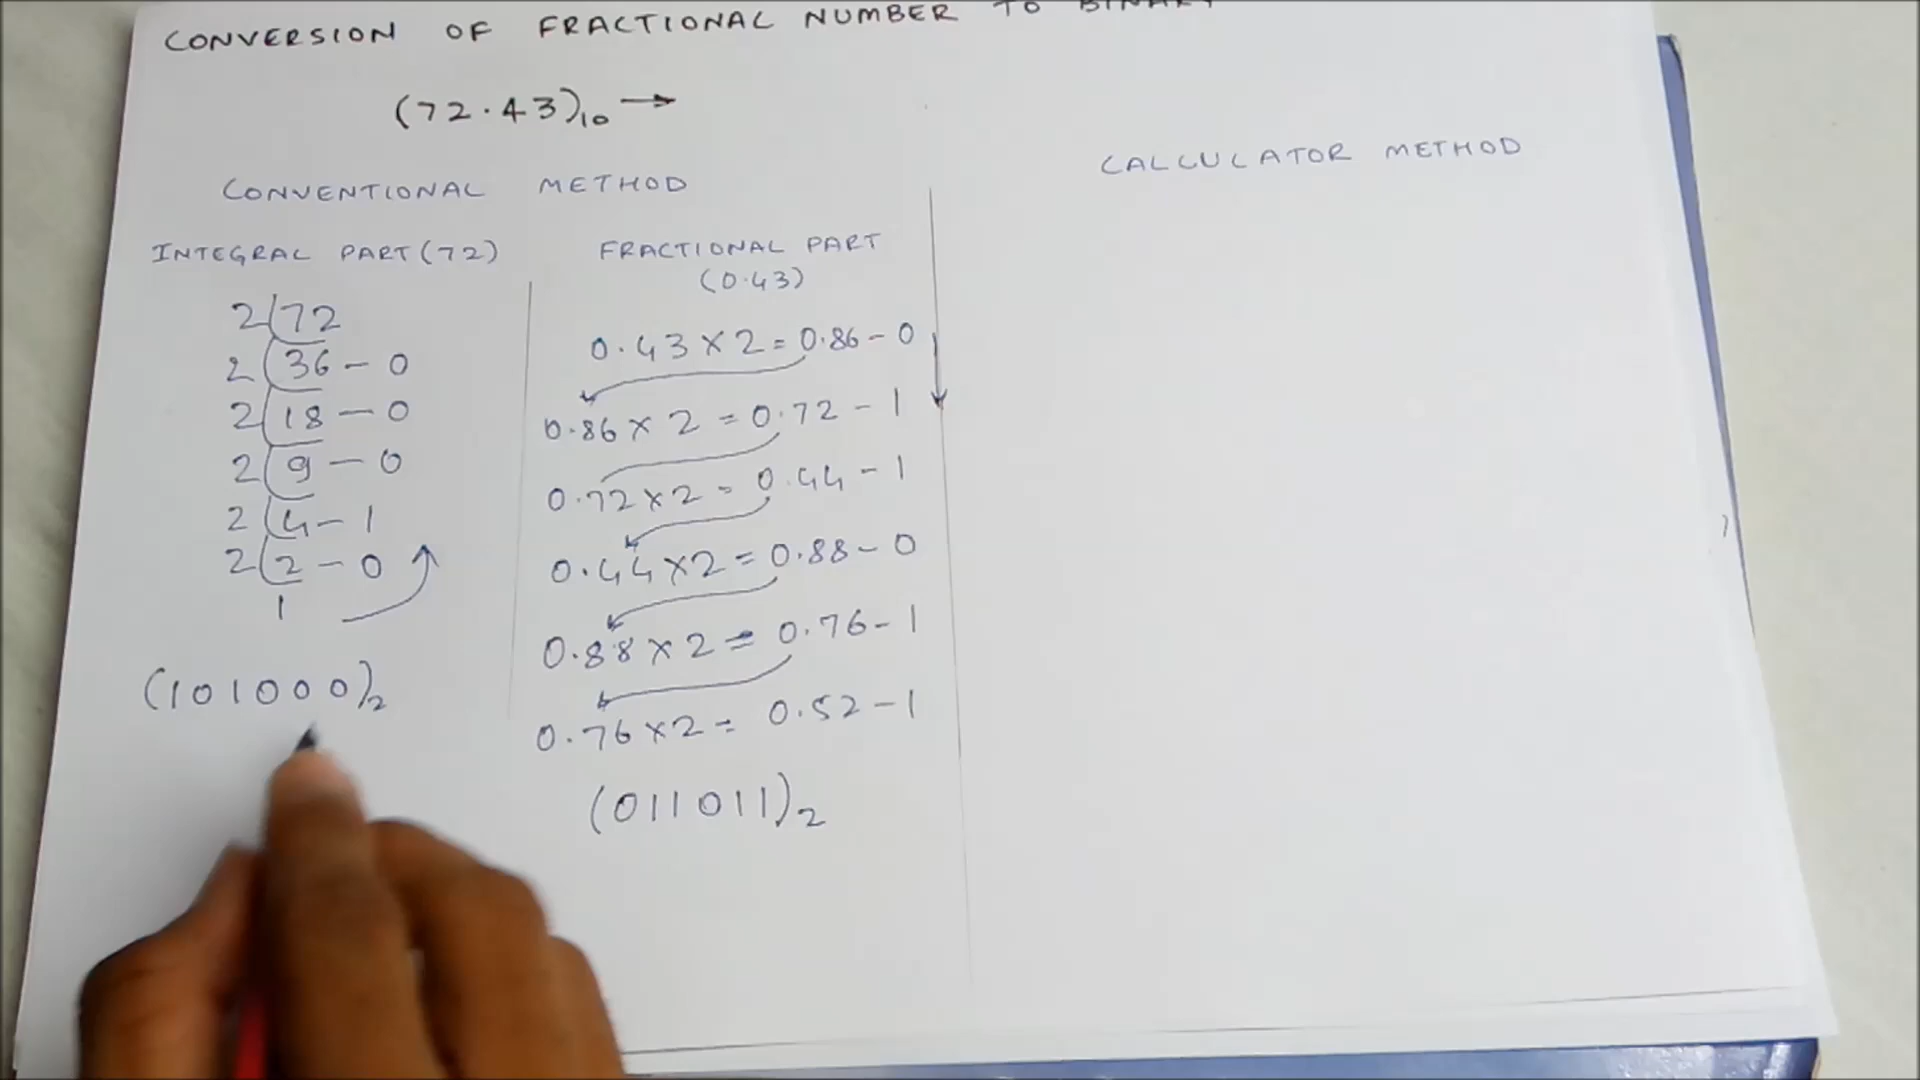 CONVERSION OF FRACTIONAL NUMBER TO BINARY
(72.43)10 →
CONVENTIONAL METHOD
INTEGRAL PART (72)
2 72
2 36 - 0
2 18 - 0
2 9 - 0
2 4 - 1
2 2 - 0
1
(101000)2
FRACTIONAL PART
(0.43)
0.43 × 2 = 0.86 - 0
0.86 × 2 = 0.72 - 1
0.72 × 2 = 0.44 - 1
0.44 × 2 = 0.88 - 0
0.88 × 2 = 0.76 - 1
0.76 × 2 = 0.52 - 1
(011011)2
CALCULATOR METHOD